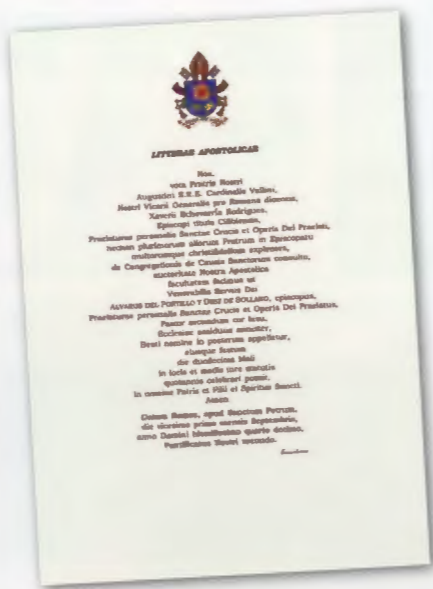 LITTERAE APOSTOLICAE
Nos,
vota Fratris Nostri
Augustini S.R.E. Cardinalis Vallini,
Nostri Vicarii Generalis pro Romana dioecesi,
Xaverii Echevarría Rodríguez,
Episcopi titulo Cilibiensis,
Praelaturae personalis Sanctae Crucis et Operis Dei Praelati,
necnon plurimorum aliorum Fratrum in Episcopatu
multorumque christifidelium explentes,
de Congregationis de Causis Sanctorum consulto,
auctoritate Nostra Apostolica
facultatem facimus ut
Venerabilis Servus Dei
ALVARUS DEL PORTILLO Y DIEZ DE SOLLANO, episcopus,
Praelaturae personalis Sanctae Crucis et Operis Dei Praelatus,
Pastor secundum cor Iesu,
Ecclesiae assiduus minister,
Beati nomine in posterum appelletur,
eiusque festum
die duodecima Maii
in locis et modis iure statutis
quotannis celebrari possit.
In nomine Patris et Filii et Spiritus Sancti.
Amen.
Datum Romae, apud Sanctum Petrum,
die vicesimo primo mensis Septembris,
anno Domini bismillesimo quarto decimo,
Pontificatus Nostri secundo.